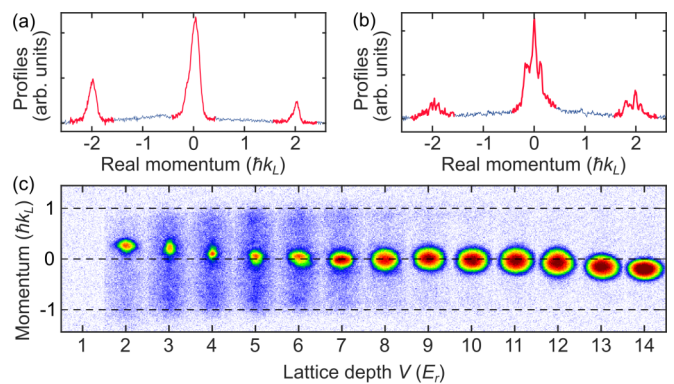 (a)
Profiles
(arb. units)
-2 -1 0 1 2
Real momentum (ħk_L)
(b)
Profiles
(arb. units)
-2 0 2
Real momentum (ħk_L)
(c)
Momentum (ħk_L)
1
0
-1
1 2 3 4 5 6 7 8 9 10 11 12 13 14
Lattice depth V (E_r)